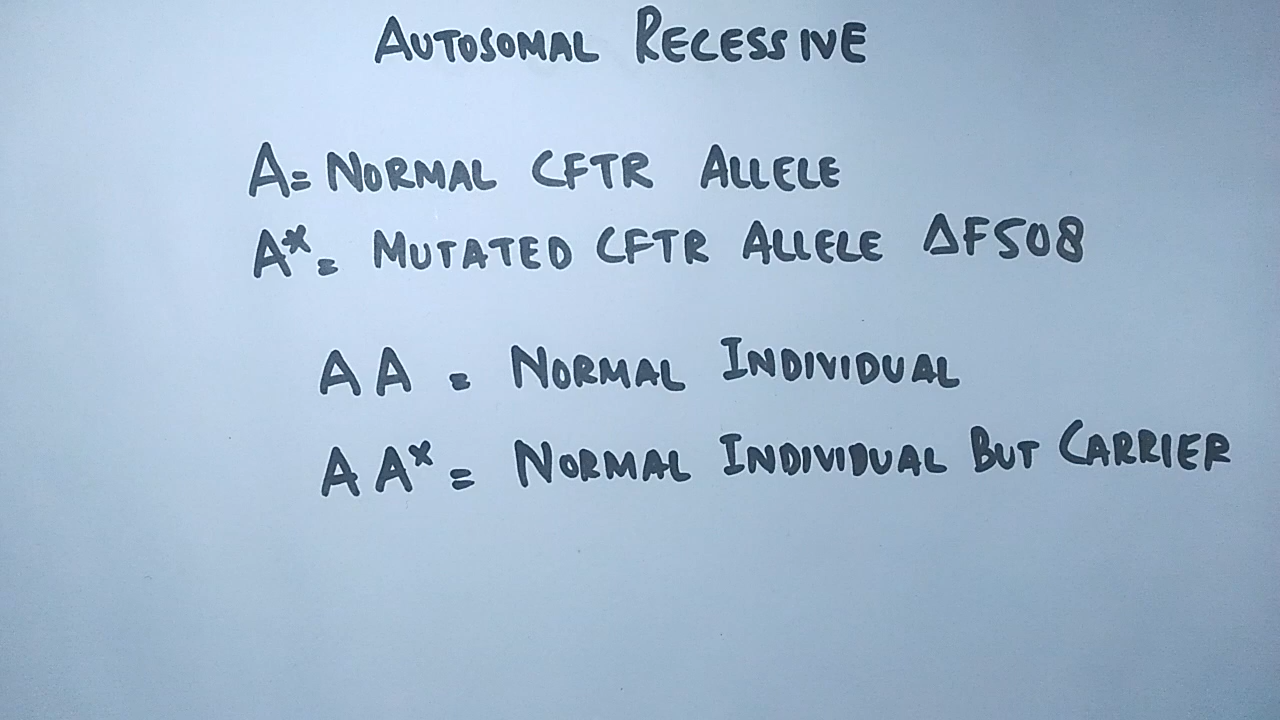 AUTOSOMAL RECESSIVE
A= NORMAL CFTR ALLELE
A*= MUTATED CFTR ALLELE ΔF508
AA = NORMAL INDIVIDUAL
AA*= NORMAL INDIVIDUAL BUT CARRIER